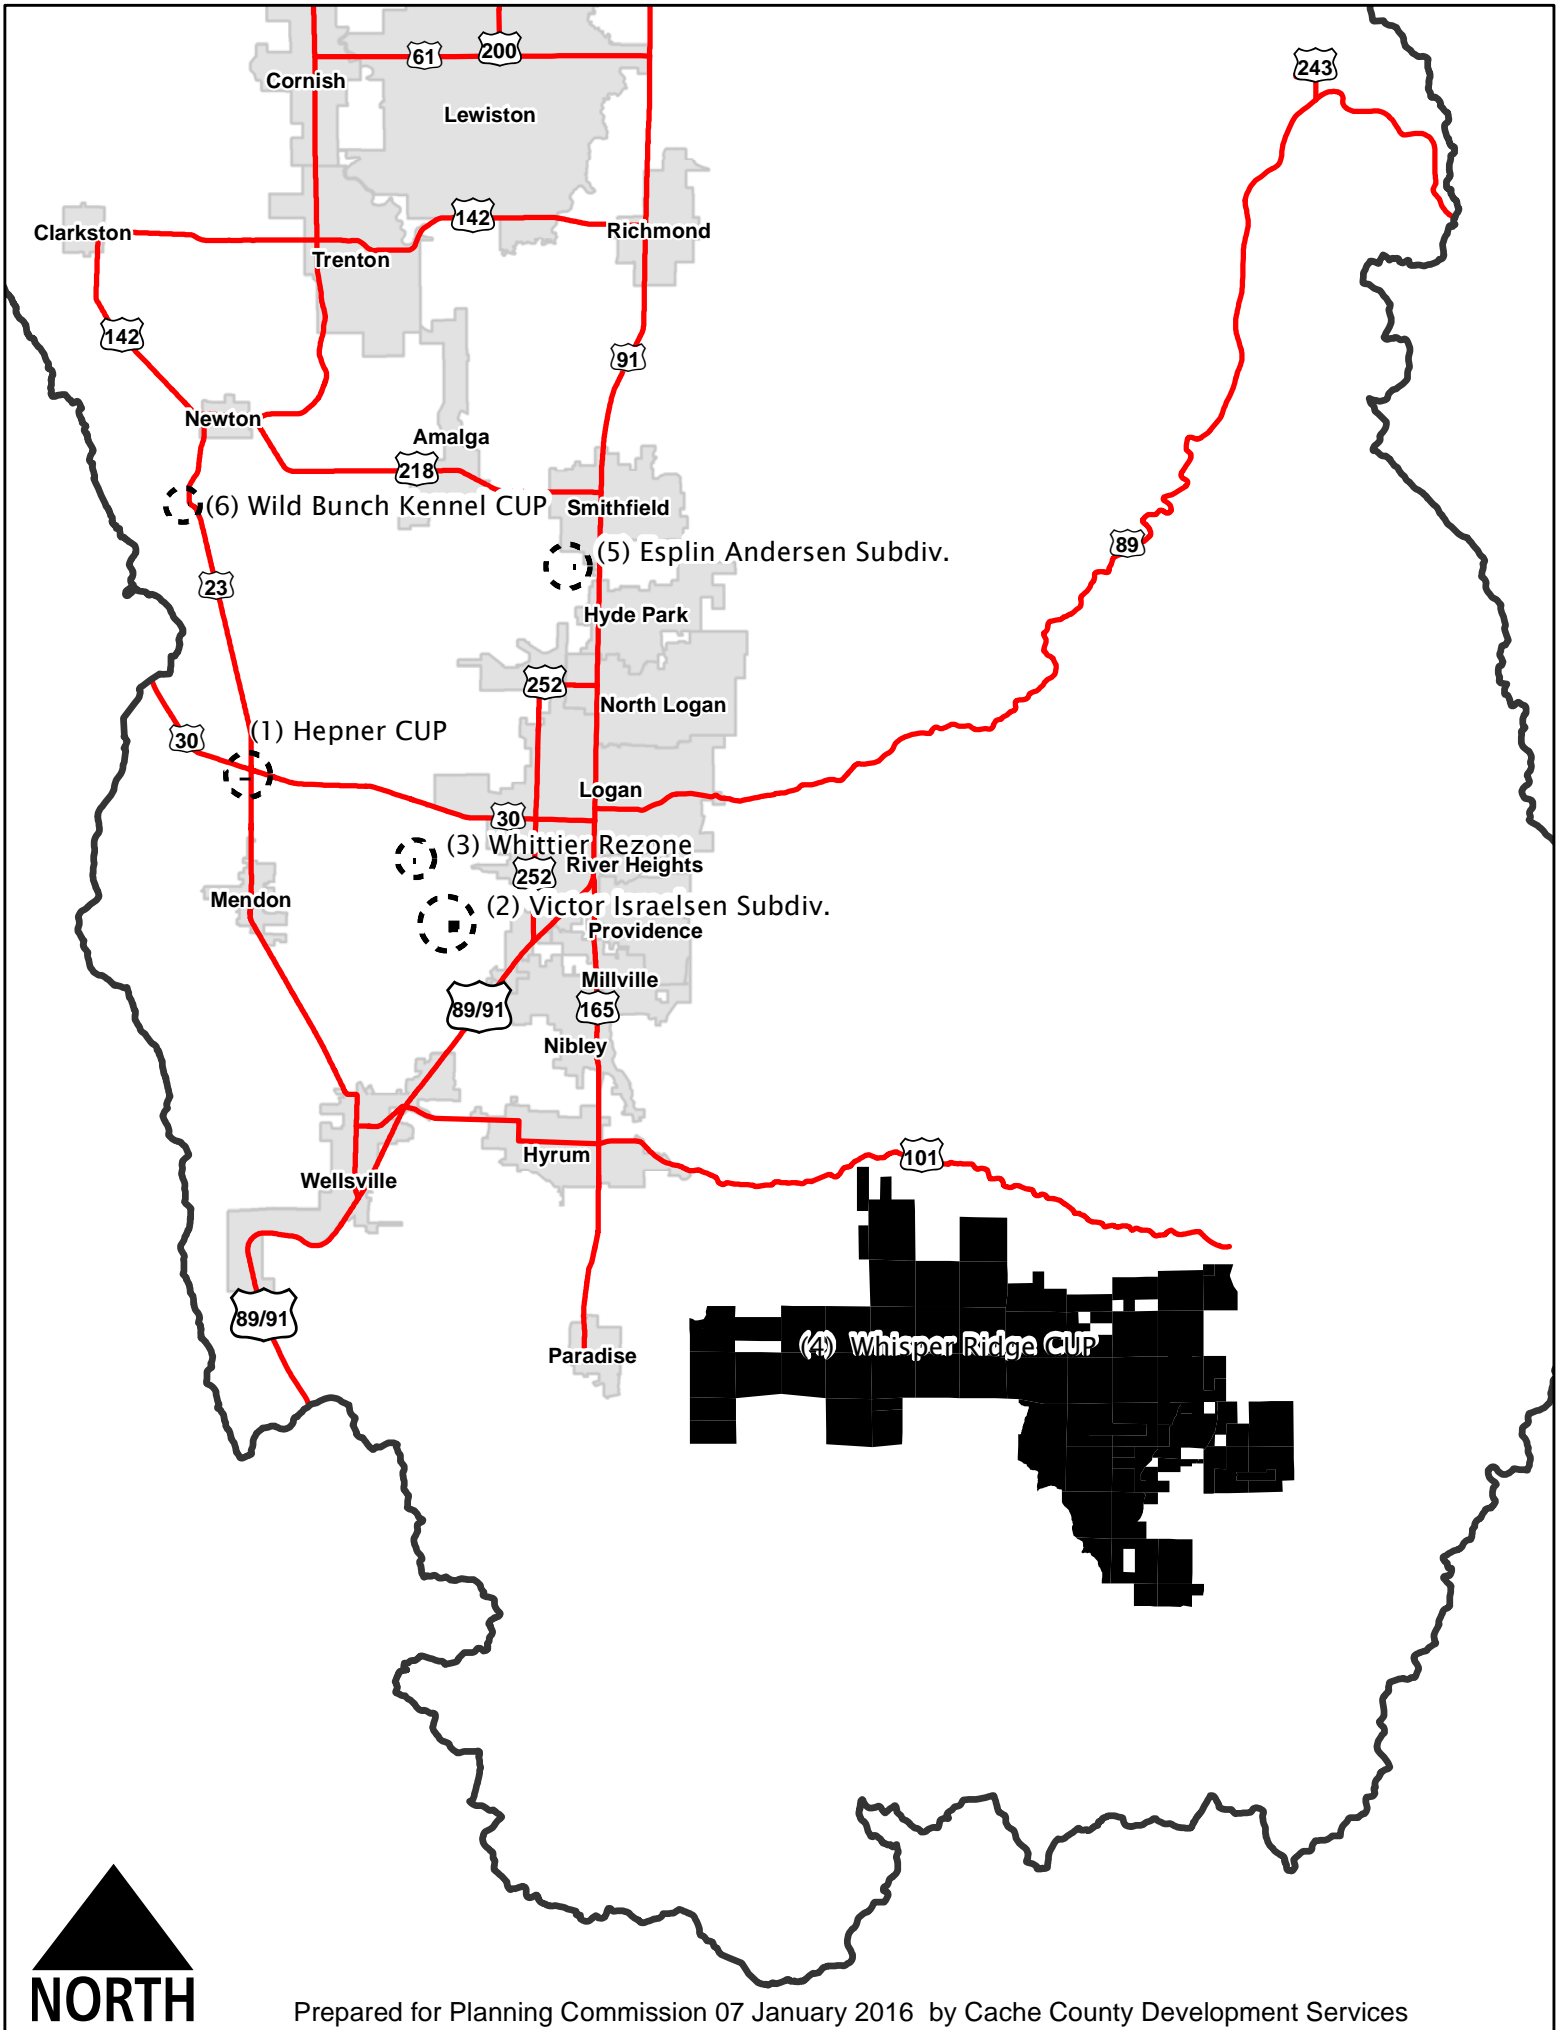 61
200
243
Cornish
Lewiston
142
Clarkston
Richmond
Trenton
142
91
Newton
Amalga
218
(6) Wild Bunch Kennel CUP
Smithfield
(5) Esplin Andersen Subdiv.
89
23
Hyde Park
252
North Logan
(1) Hepner CUP
30
Logan
30
(3) Whittier Rezone
River Heights
252
Mendon
(2) Victor Israelsen Subdiv.
Providence
Millville
89/91
165
Nibley
Hyrum
101
Wellsville
89/91
(4) Whisper Ridge CUP
Paradise
NORTH
Prepared for Planning Commission 07 January 2016 by Cache County Development Services